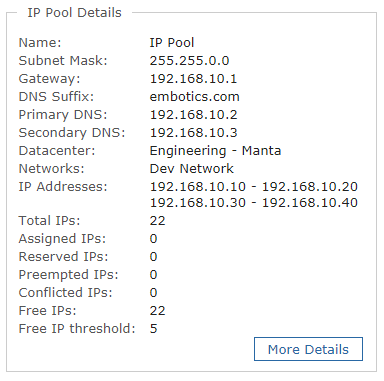 IP Pool Details
Name: IP Pool
Subnet Mask: 255.255.0.0
Gateway: 192.168.10.1
DNS Suffix: embotics.com
Primary DNS: 192.168.10.2
Secondary DNS: 192.168.10.3
Datacenter: Engineering - Manta
Networks: Dev Network
IP Addresses: 192.168.10.10 - 192.168.10.20
192.168.10.30 - 192.168.10.40
Total IPs: 22
Assigned IPs: 0
Reserved IPs: 0
Preempted IPs: 0
Conflicted IPs: 0
Free IPs: 22
Free IP threshold: 5
More Details